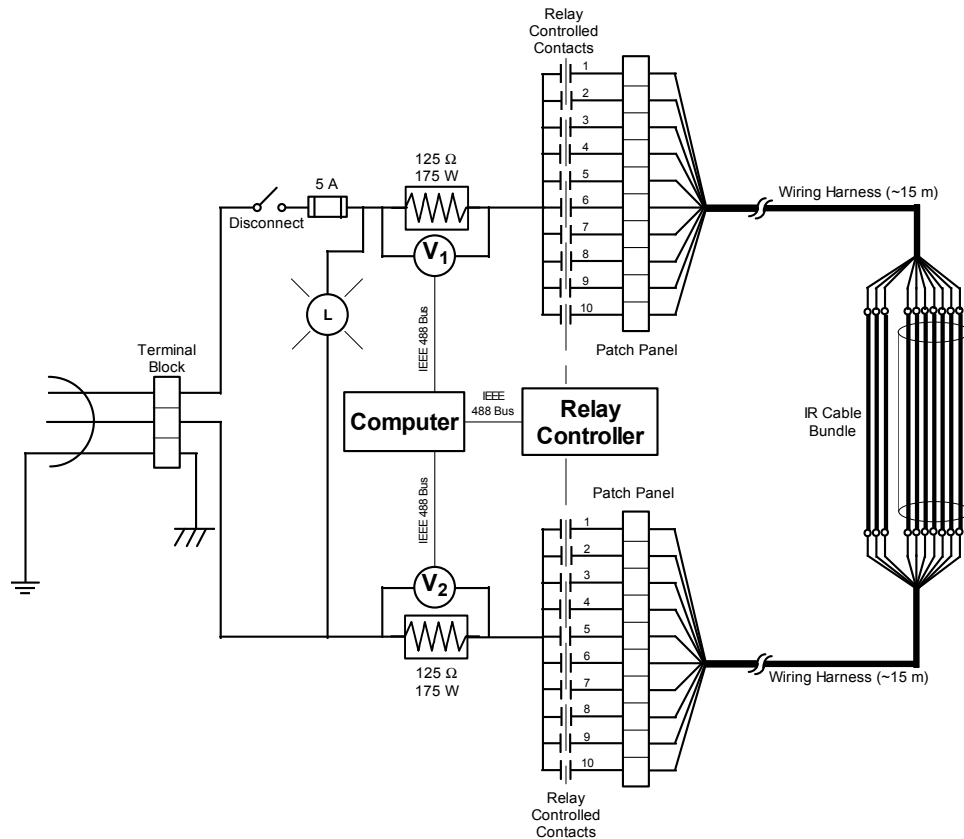 Relay
Controlled
Contacts
1
2
3
4
5
6
7
8
9
10
125 Ω
175 W
5 A
Disconnect
V1
Wiring Harness (~15 m)
L
IEEE 488 Bus
Patch Panel
Terminal
Block
Computer
IEEE
488 Bus
Relay
Controller
IR Cable
Bundle
IEEE 488 Bus
Patch Panel
1
2
3
4
5
6
7
8
9
10
V2
125 Ω
175 W
Wiring Harness (~15 m)
Relay
Controlled
Contacts